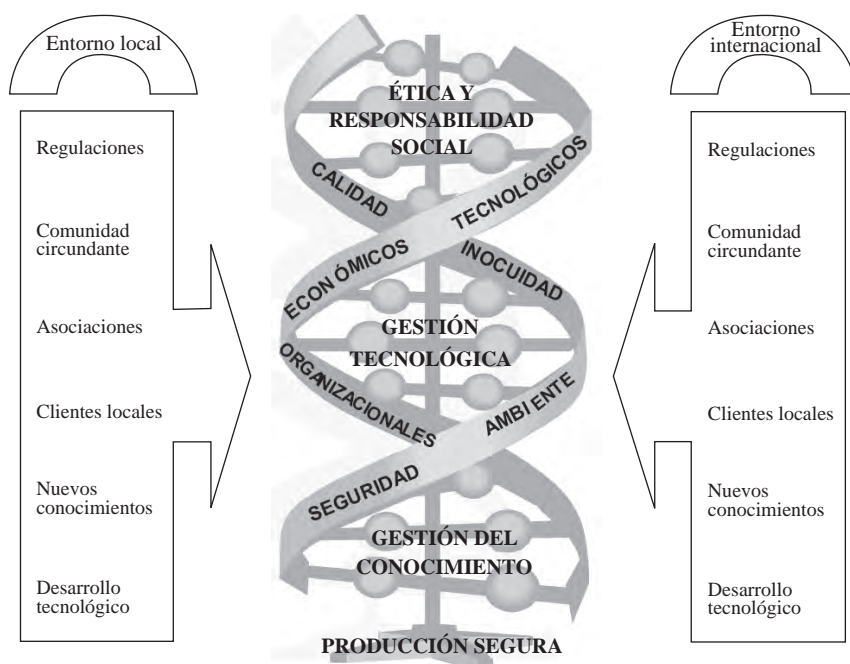 Entorno local
Regulaciones
Comunidad
circundante
Asociaciones
Clientes locales
Nuevos
conocimientos
Desarrollo
tecnológico
ÉTICA Y
RESPONSABILIDAD
SOCIAL
CALIDAD
TECNOLÓGICOS
ECONÓMICOS
INOCUIDAD
GESTIÓN
TECNOLÓGICA
ORGANIZACIONALES
AMBIENTE
SEGURIDAD
GESTIÓN DEL
CONOCIMIENTO
PRODUCCIÓN SEGURA
Entorno
internacional
Regulaciones
Comunidad
circundante
Asociaciones
Clientes locales
Nuevos
conocimientos
Desarrollo
tecnológico